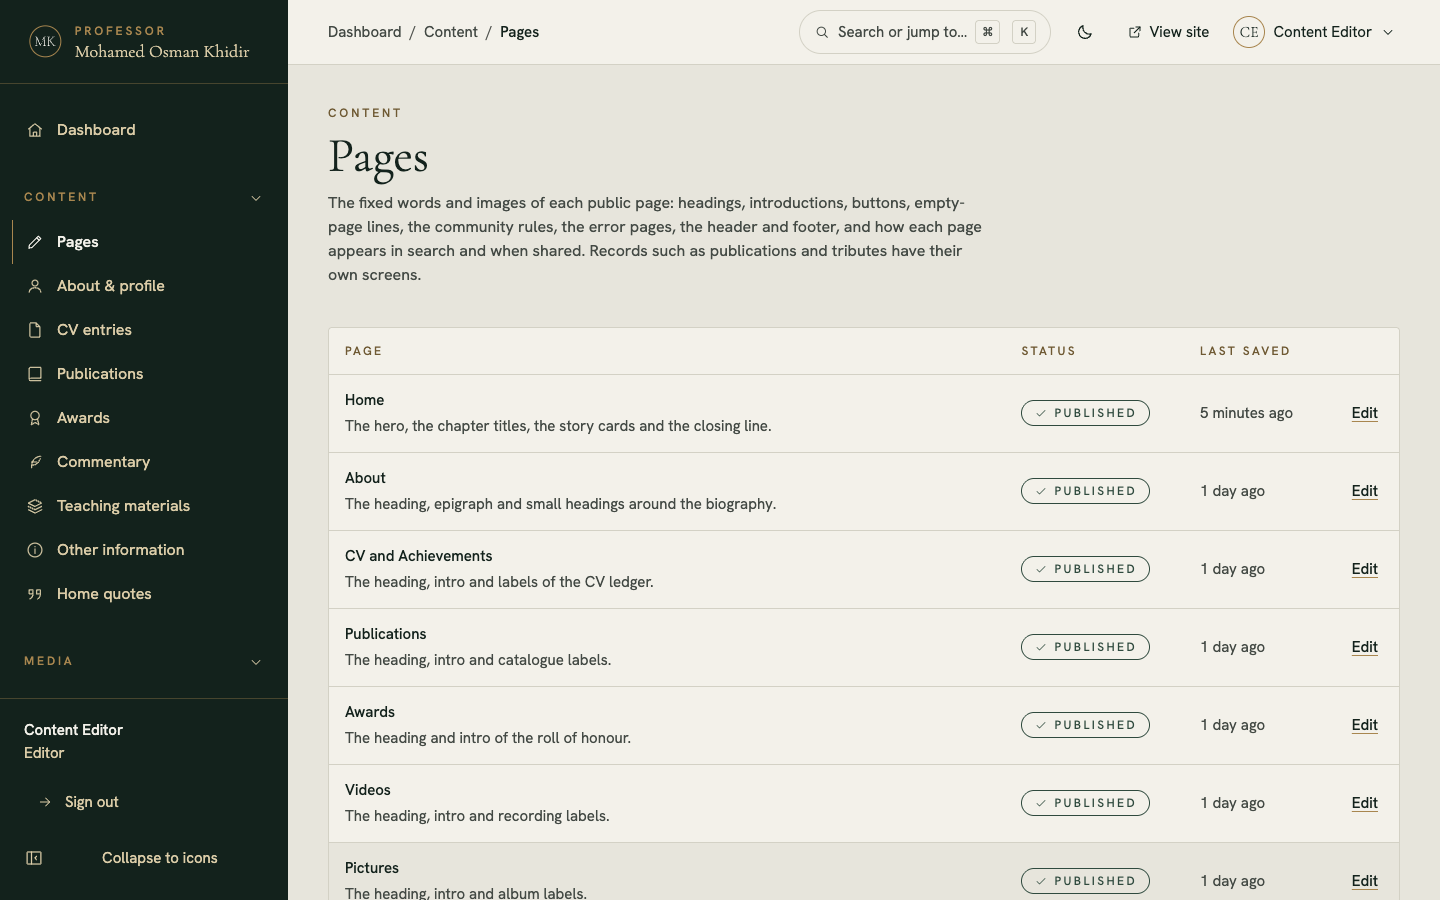 MK
PROFESSOR
Mohamed Osman Khidir
Dashboard
CONTENT
Pages
About & profile
CV entries
Publications
Awards
Commentary
Teaching materials
Other information
Home quotes
MEDIA
Content Editor
Editor
Sign out
Collapse to icons
Dashboard / Content / Pages
Search or jump to... ⌘ K
View site
CE Content Editor
CONTENT
Pages
The fixed words and images of each public page: headings, introductions, buttons, empty-
page lines, the community rules, the error pages, the header and footer, and how each page
appears in search and when shared. Records such as publications and tributes have their
own screens.
PAGE STATUS LAST SAVED
Home
The hero, the chapter titles, the story cards and the closing line.
PUBLISHED 5 minutes ago Edit
About
The heading, epigraph and small headings around the biography.
PUBLISHED 1 day ago Edit
CV and Achievements
The heading, intro and labels of the CV ledger.
PUBLISHED 1 day ago Edit
Publications
The heading, intro and catalogue labels.
PUBLISHED 1 day ago Edit
Awards
The heading and intro of the roll of honour.
PUBLISHED 1 day ago Edit
Videos
The heading, intro and recording labels.
PUBLISHED 1 day ago Edit
Pictures
The heading, intro and album labels.
PUBLISHED 1 day ago Edit